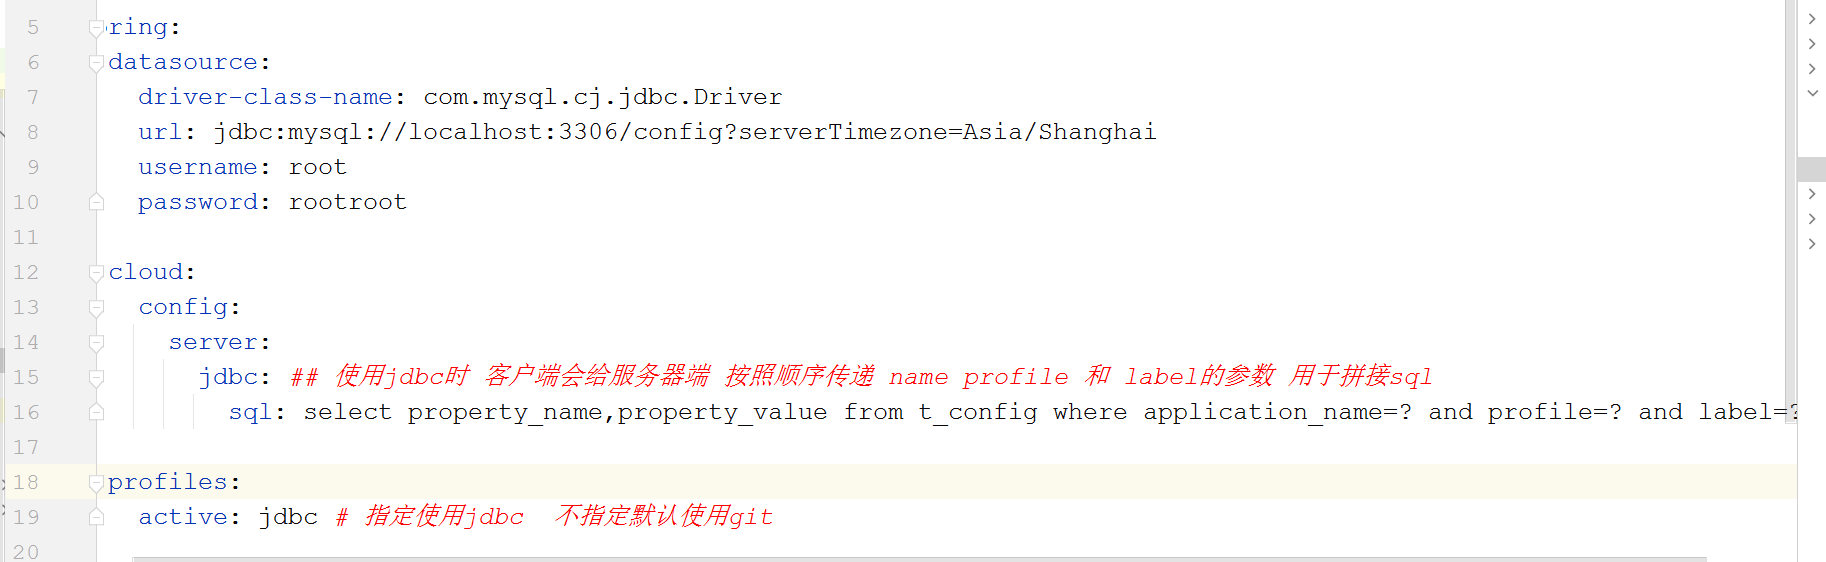 5 ring:
6 datasource:
7 driver-class-name: com.mysql.cj.jdbc.Driver
8 url: jdbc:mysql://localhost:3306/config?serverTimezone=Asia/Shanghai
9 username: root
10 password: rootroot
11
12 cloud:
13 config:
14 server:
15 jdbc: ## 使用jdbc时 客户端会给服务器端 按照顺序传递 name profile 和 label的参数 用于拼接sql
16 sql: select property_name,property_value from t_config where application_name=? and profile=? and label=?
17
18 profiles:
19 active: jdbc # 指定使用jdbc  不指定默认使用git
20